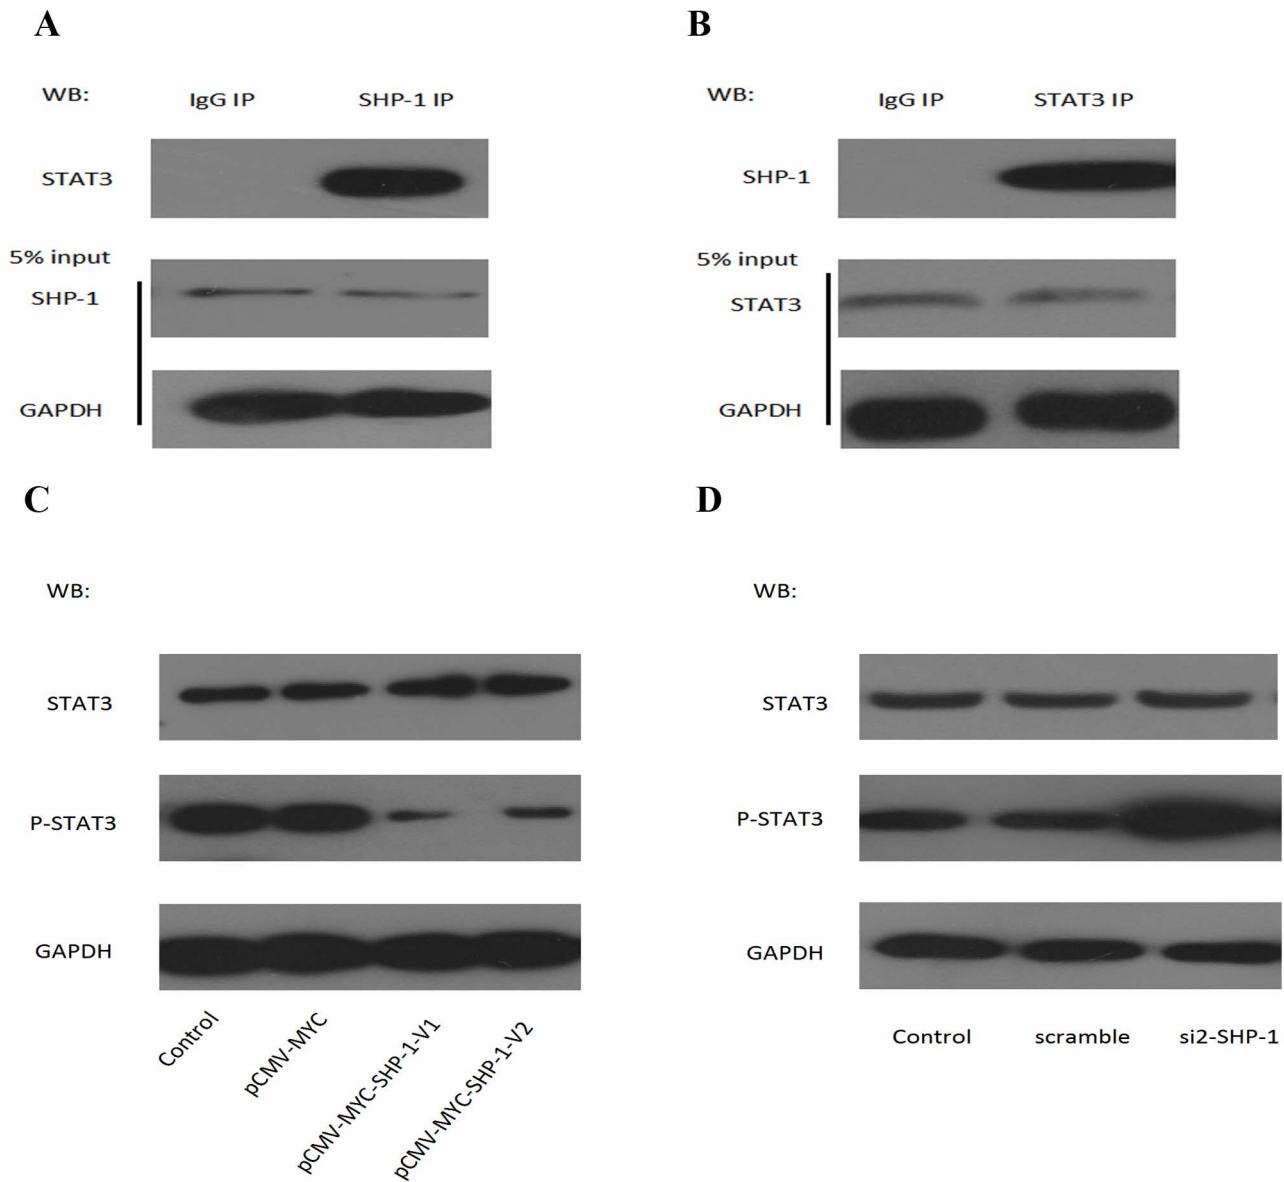 A
WB:
IgG IP
SHP-1 IP
STAT3
5% input
SHP-1
GAPDH
B
WB:
IgG IP
STAT3 IP
SHP-1
5% input
STAT3
GAPDH
C
WB:
STAT3
P-STAT3
GAPDH
Control
pCMV-MYC
pCMV-MYC-SHP-1-V1
pCMV-MYC-SHP-1-V2
D
WB:
STAT3
P-STAT3
GAPDH
Control
scramble
si2-SHP-1